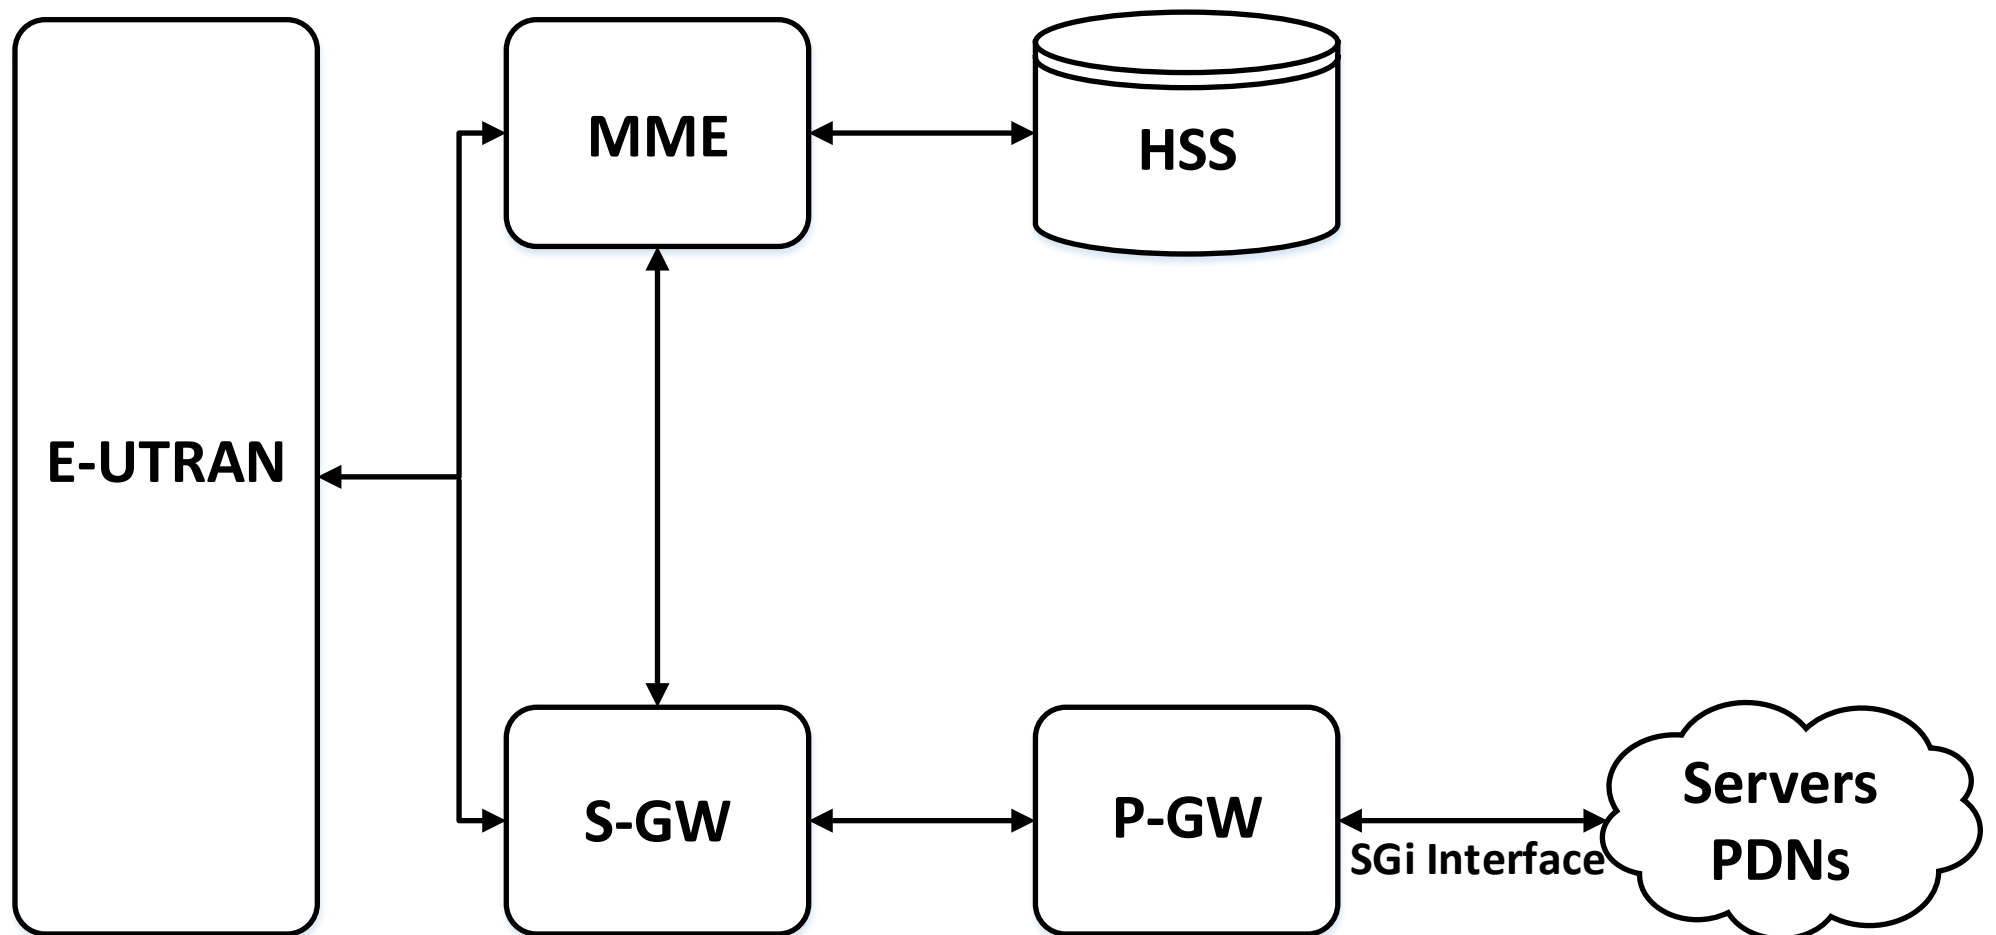 MME
HSS
E-UTRAN
S-GW
P-GW
SGi Interface
Servers
PDNs